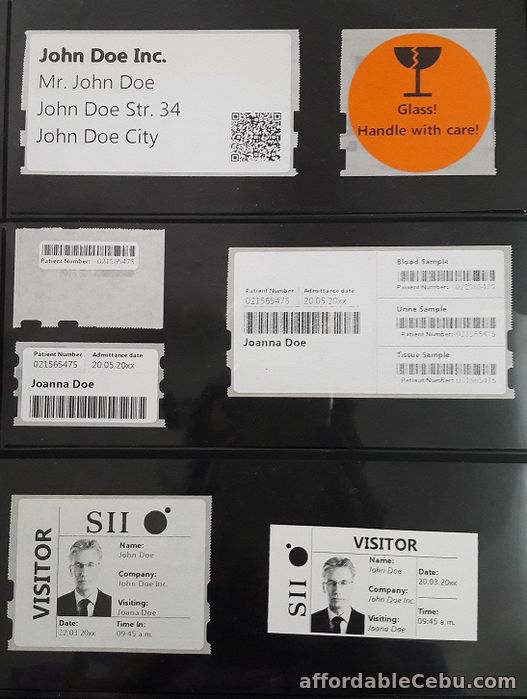 John Doe Inc.
Mr. John Doe
John Doe Str. 34
John Doe City
Glass!
Handle with care!
Patient Number: 021565475
Patient Number Admittance date
021565475 20.05.20xx
Joanna Doe
Patient Number Admittance date
021565475 20.05.20xx
Joanna Doe
Blood Sample
Patient Number: 021565475
Urine Sample
Patient Number: 021565475
Tissue Sample
Patient Number: 021565475
VISITOR
SII
Name:
John Doe
Company:
John Doe Inc.
Visiting:
Joana Doe
Date:
22.03.20xx
Time In:
09:45 a.m.
SII
VISITOR
Name:
John Doe
Company:
John Doe Inc.
Visiting:
Joana Doe
Date:
20.03.20xx
Time:
09:45 a.m.
affordableCebu.com